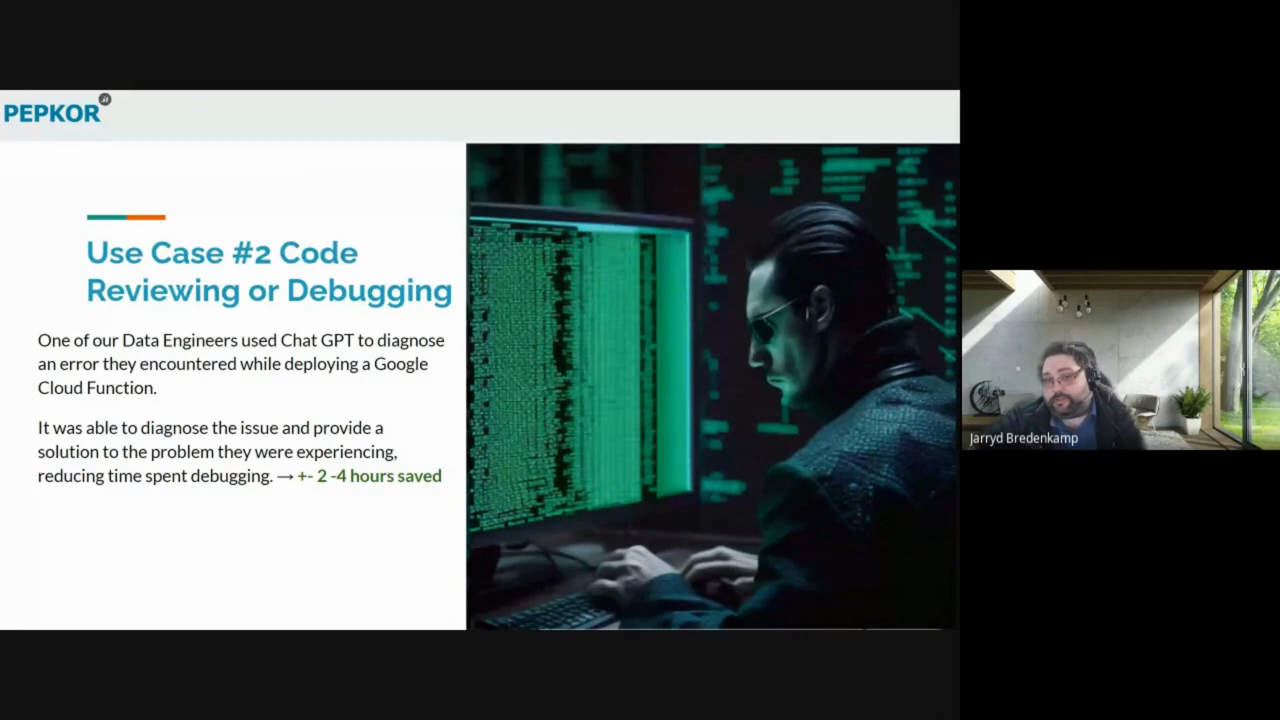 PEPKOR it
Use Case #2 Code
Reviewing or Debugging
One of our Data Engineers used Chat GPT to diagnose
an error they encountered while deploying a Google
Cloud Function.
It was able to diagnose the issue and provide a
solution to the problem they were experiencing,
reducing time spent debugging. → +- 2 -4 hours saved
Jarryd Bredenkamp